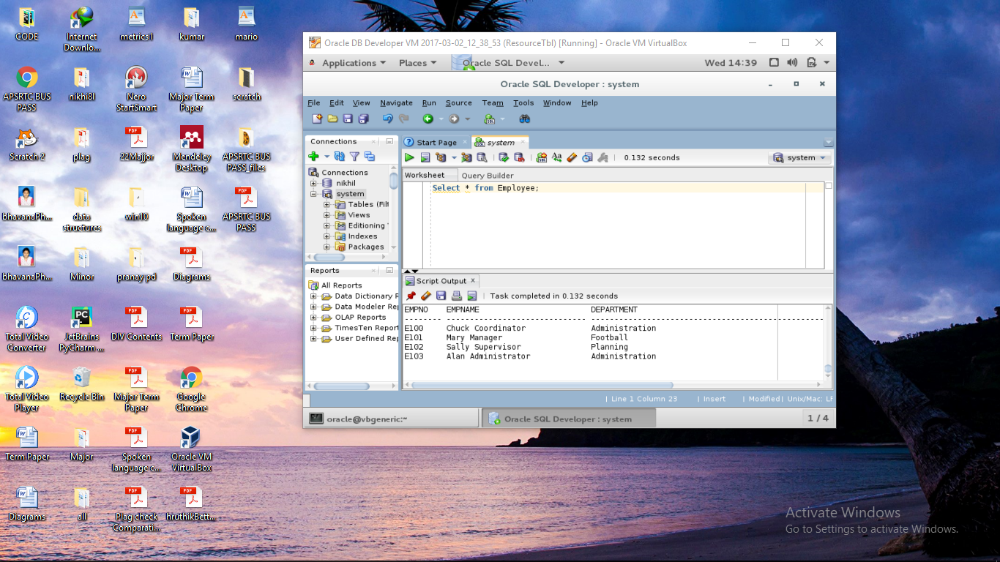 CODE
Internet Downlo...
metrics1
kumar
mario
APSRTC BUS PASS
nikhi8l
Nero StartSmart
Major Term Paper
scratch
Scratch 2
plag
22Majjor
Mendeley Desktop
APSRTC BUS PASS_files
bhavanaPh...
data structures
win10
Spoken language c...
APSRTC BUS PASS
bhavanaPh...
Minor
pranay pd
Diagrams
Total Video Converter
JetBrains PyCharm ...
DIV Contents
Term Paper
Total Video Player
Recycle Bin
Major Term Paper
Google Chrome
Term Paper
Major
Spoken language c...
Oracle VM VirtualBox
Diagrams
all
Plag check Comparati...
hruthikBett...
Oracle DB Developer VM 2017-03-02_12_38_53 (ResourceTbl) [Running] - Oracle VM VirtualBox
Applications Places Oracle SQL Devel... Wed 14:39
Oracle SQL Developer : system
File Edit View Navigate Run Source Team Tools Window Help
Connections
Connections
nikhil
system
Tables (Filt
Views
Editioning
Indexes
Packages
Reports
All Reports
Data Dictionary R
Data Modeler Rep
OLAP Reports
TimesTen Report
User Defined Rep
Start Page system
0.132 seconds system
Worksheet Query Builder
Select * from Employee;
Script Output
Task completed in 0.132 seconds
EMPNO EMPNAME DEPARTMENT
E100 Chuck Coordinator Administration
E101 Mary Manager Football
E102 Sally Supervisor Planning
E103 Alan Administrator Administration
Line 1 Column 23 Insert Modified Unix/Mac: LF
oracle@vbgeneric:~ Oracle SQL Developer : system 1 / 4
Activate Windows
Go to Settings to activate Windows.